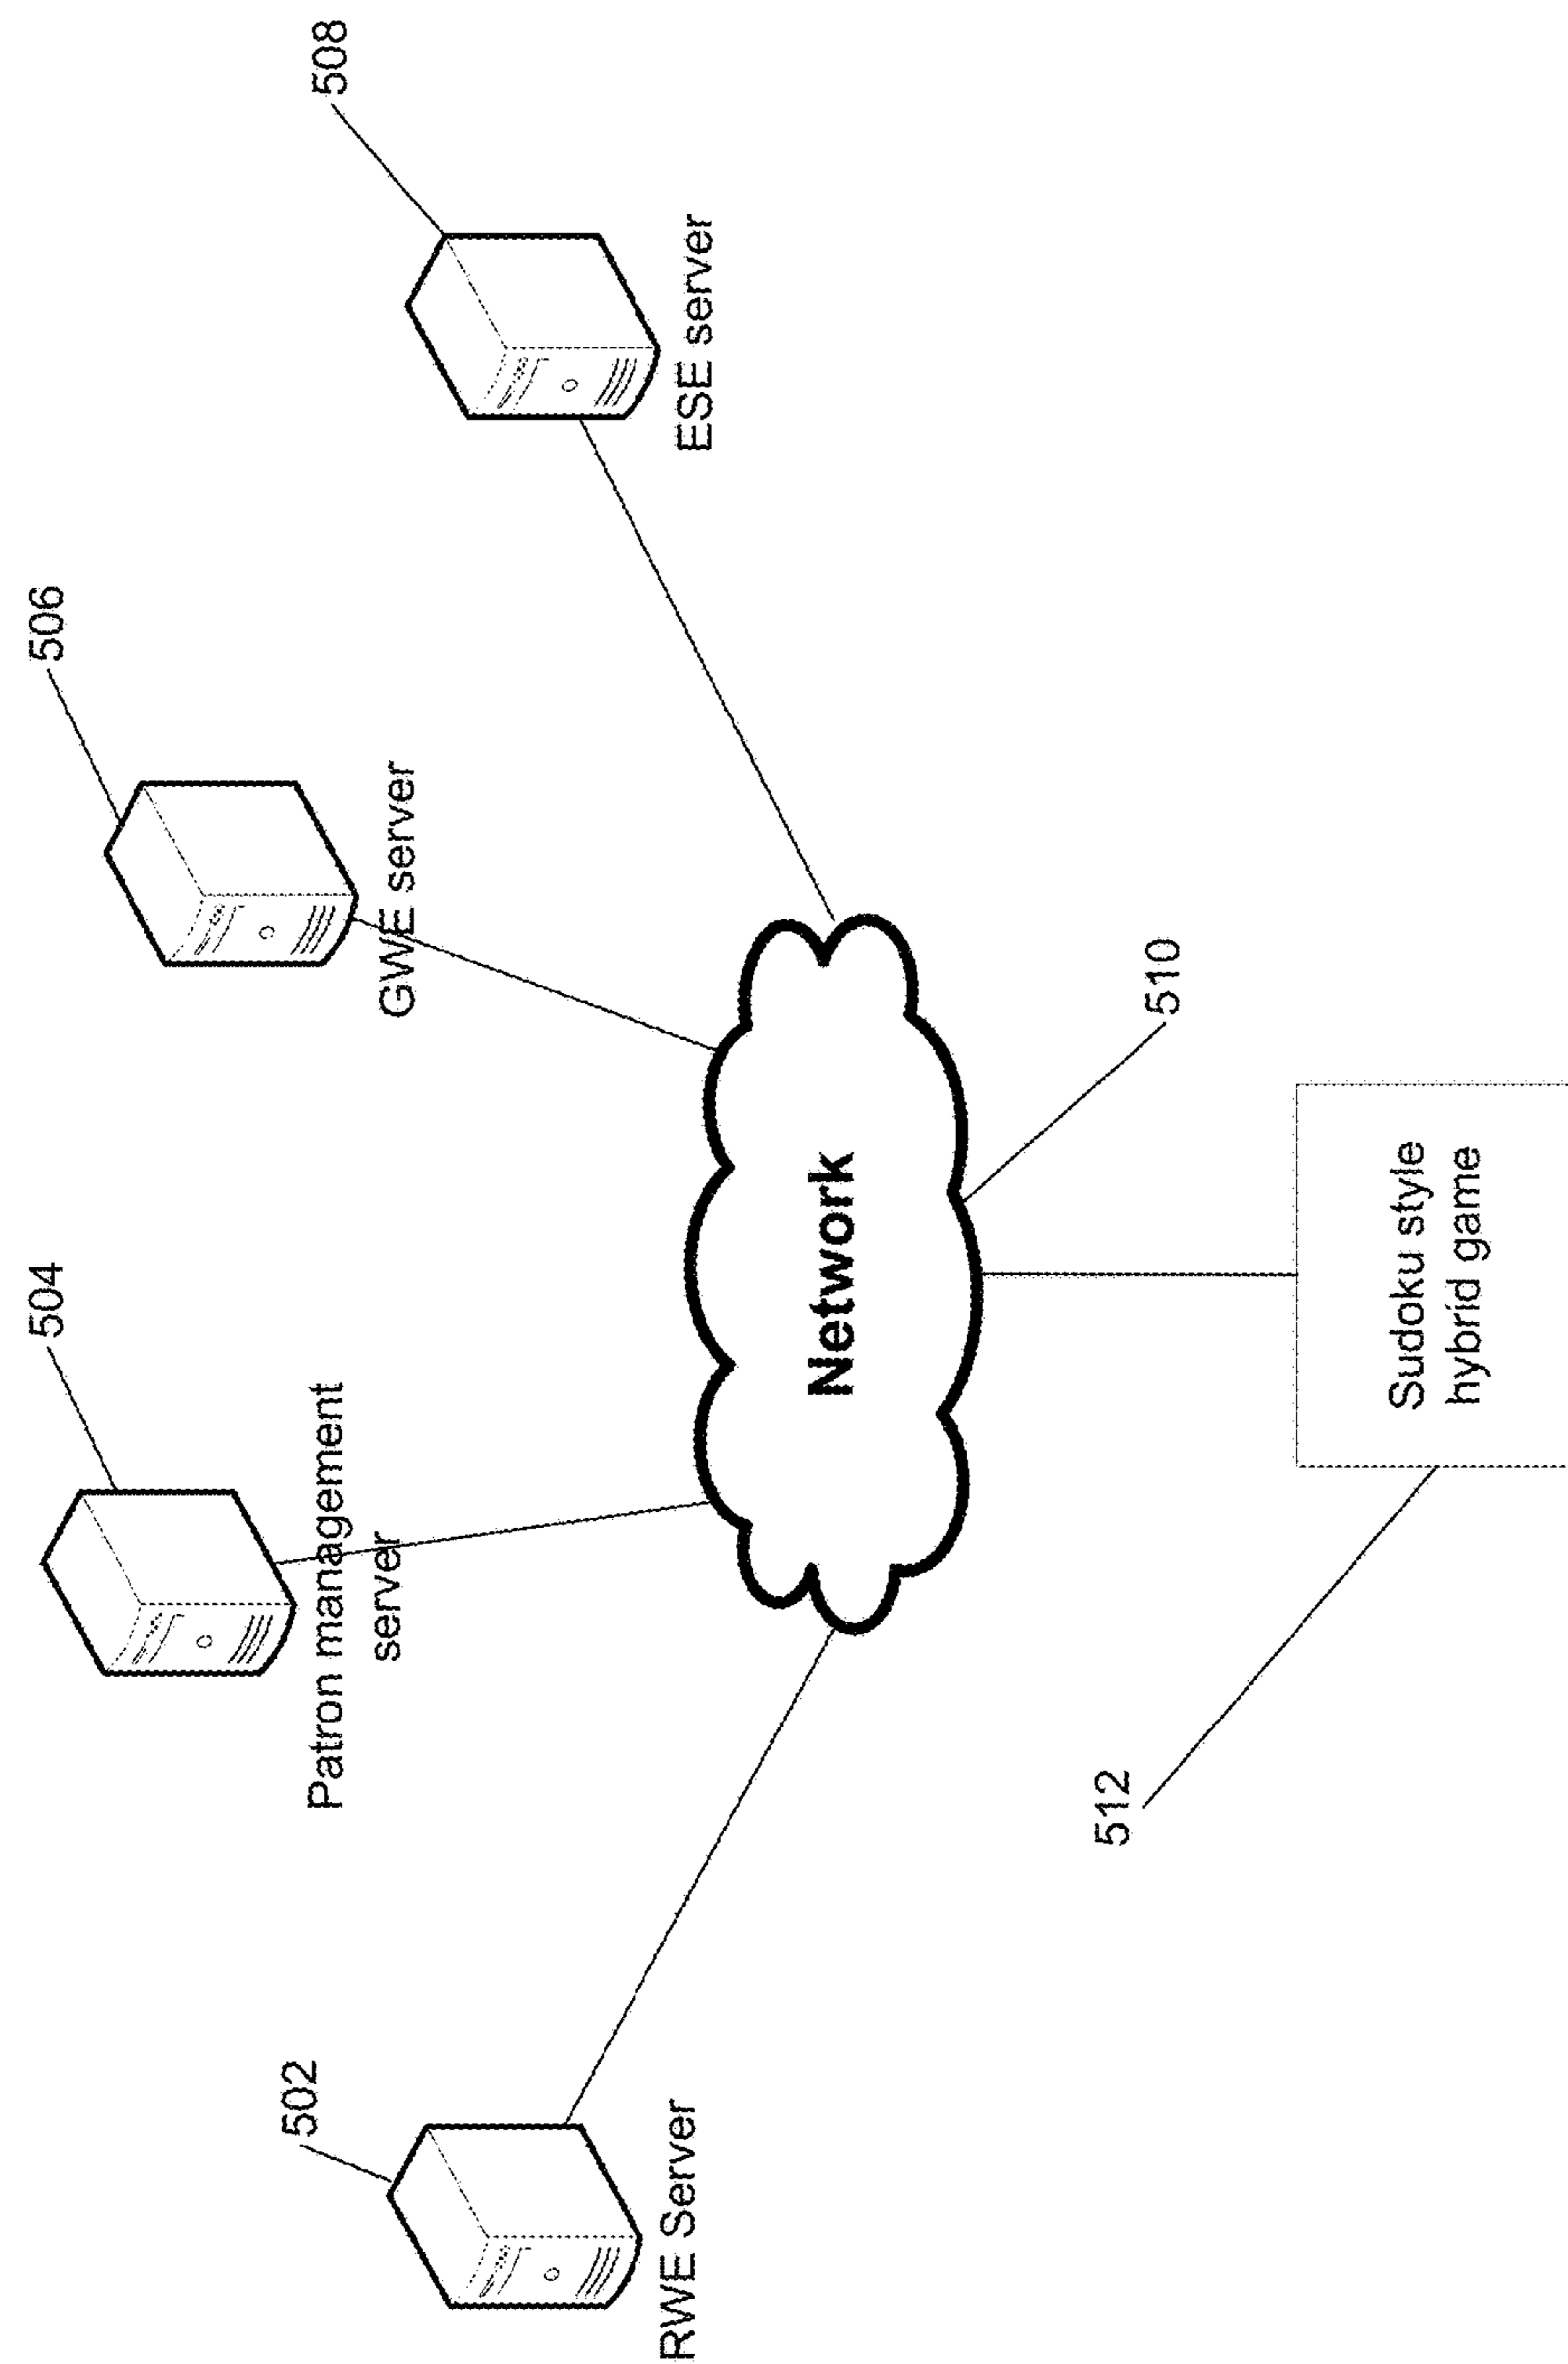 504
506
502
508
Patron management
server
GWE server
RWE Server
ESE server
Network
510
512
Sudoku style
hybrid game